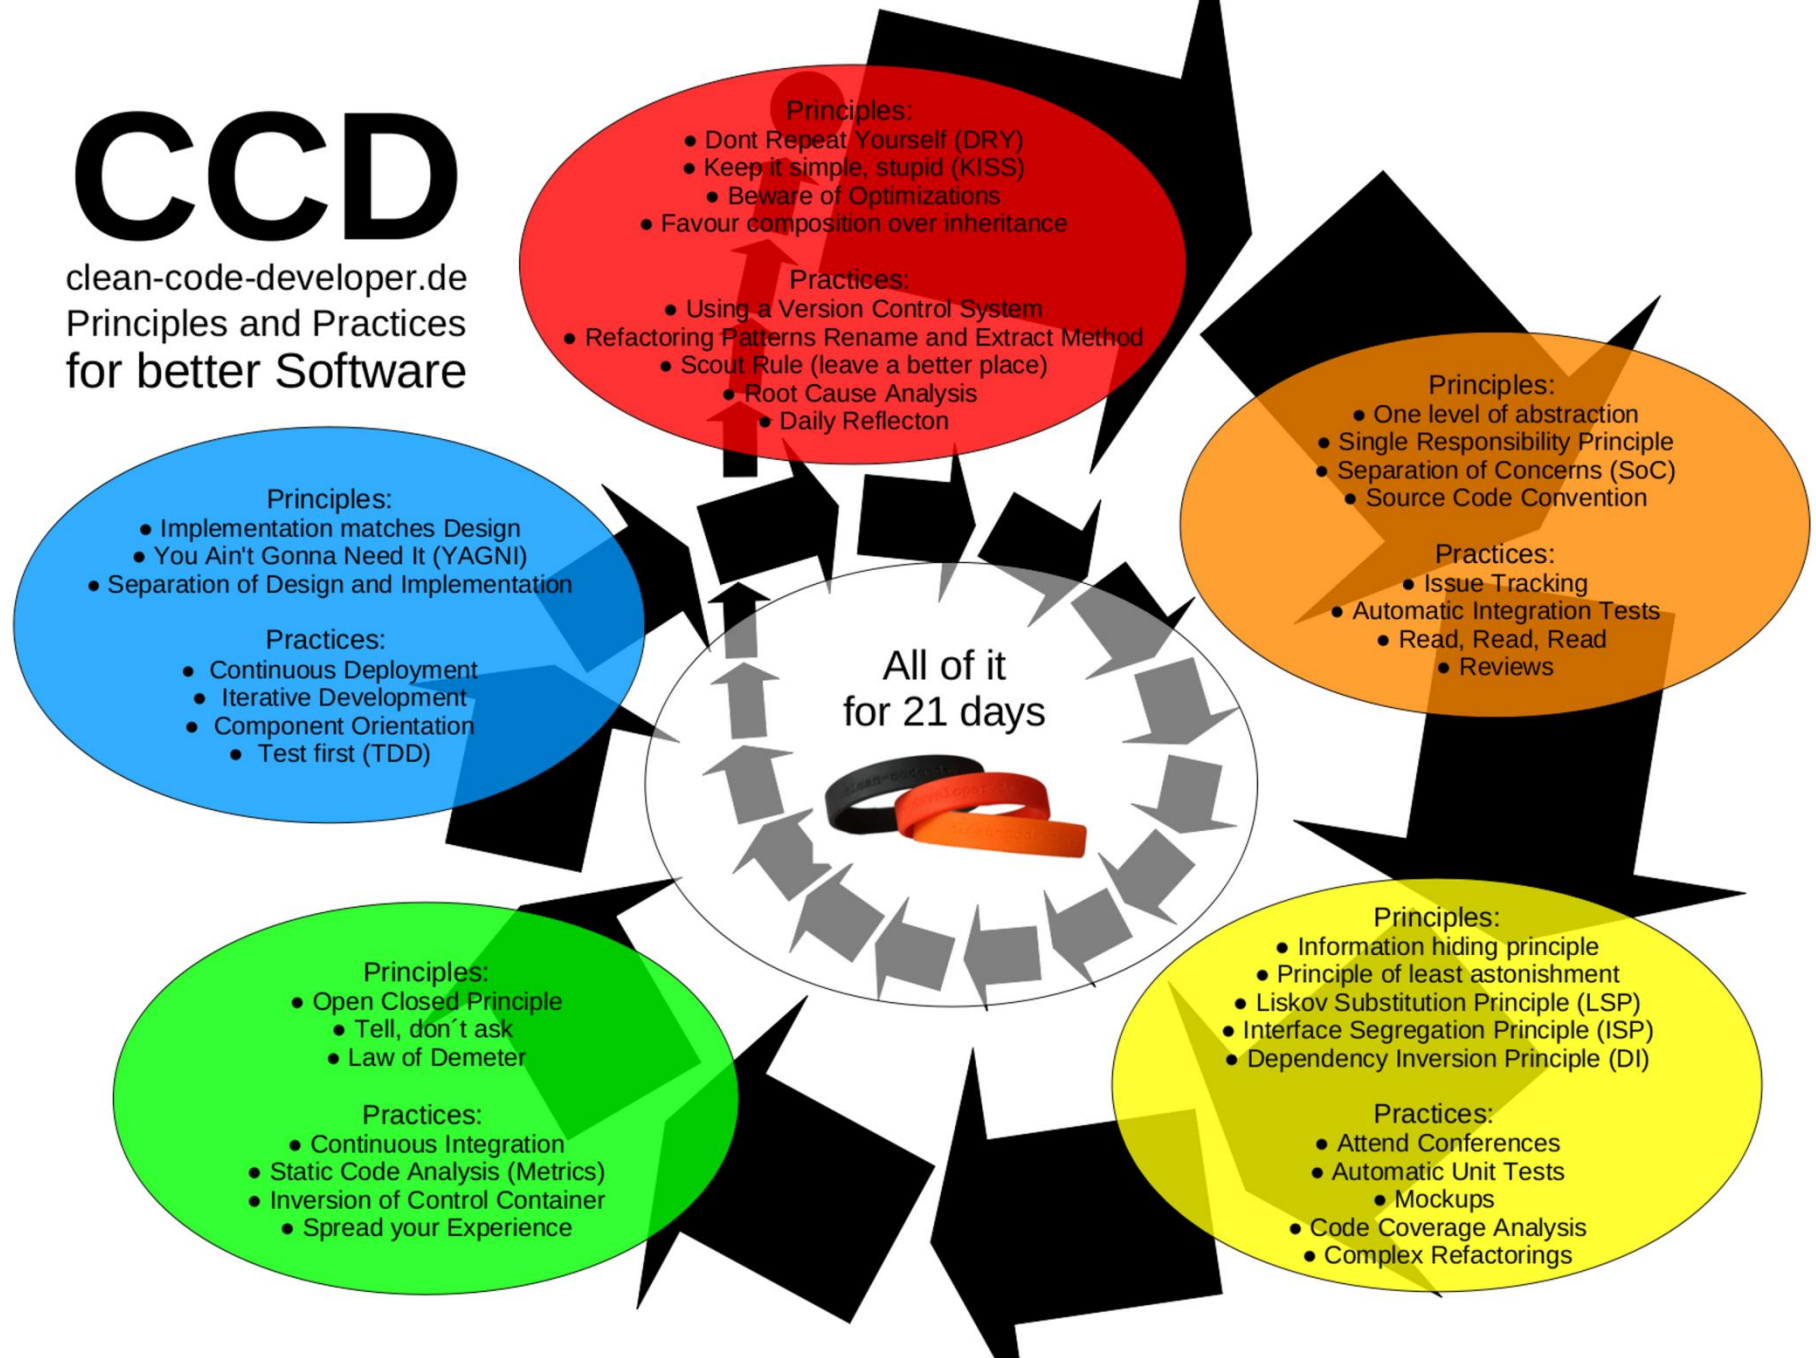 CCD
clean-code-developer.de
Principles and Practices
for better Software
Principles:
● Dont Repeat Yourself (DRY)
● Keep it simple, stupid (KISS)
● Beware of Optimizations
● Favour composition over inheritance
Practices:
● Using a Version Control System
● Refactoring Patterns Rename and Extract Method
● Scout Rule (leave a better place)
● Root Cause Analysis
● Daily Reflecton
Principles:
● One level of abstraction
● Single Responsibility Principle
● Separation of Concerns (SoC)
● Source Code Convention
Practices:
● Issue Tracking
● Automatic Integration Tests
● Read, Read, Read
● Reviews
Principles:
● Information hiding principle
● Principle of least astonishment
● Liskov Substitution Principle (LSP)
● Interface Segregation Principle (ISP)
● Dependency Inversion Principle (DI)
Practices:
● Attend Conferences
● Automatic Unit Tests
● Mockups
● Code Coverage Analysis
● Complex Refactorings
Principles:
● Open Closed Principle
● Tell, don´t ask
● Law of Demeter
Practices:
● Continuous Integration
● Static Code Analysis (Metrics)
● Inversion of Control Container
● Spread your Experience
Principles:
● Implementation matches Design
● You Ain't Gonna Need It (YAGNI)
● Separation of Design and Implementation
Practices:
● Continuous Deployment
● Iterative Development
● Component Orientation
● Test first (TDD)
All of it
for 21 days
clean-code-
developer.de